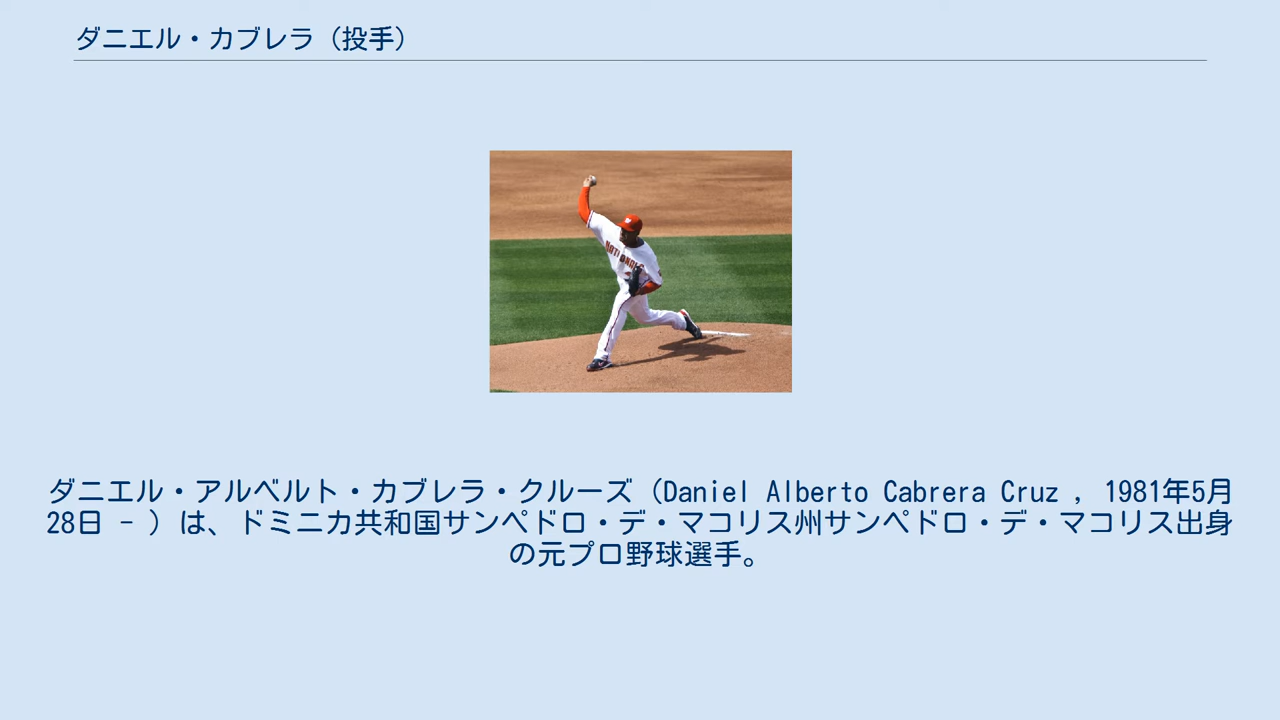 ダニエル・カブレラ（投手）
NATIONALS
ダニエル・アルベルト・カブレラ・クルーズ（Daniel Alberto Cabrera Cruz , 1981年5月
28日 - ）は、ドミニカ共和国サンペドロ・デ・マコリス州サンペドロ・デ・マコリス出身
の元プロ野球選手。